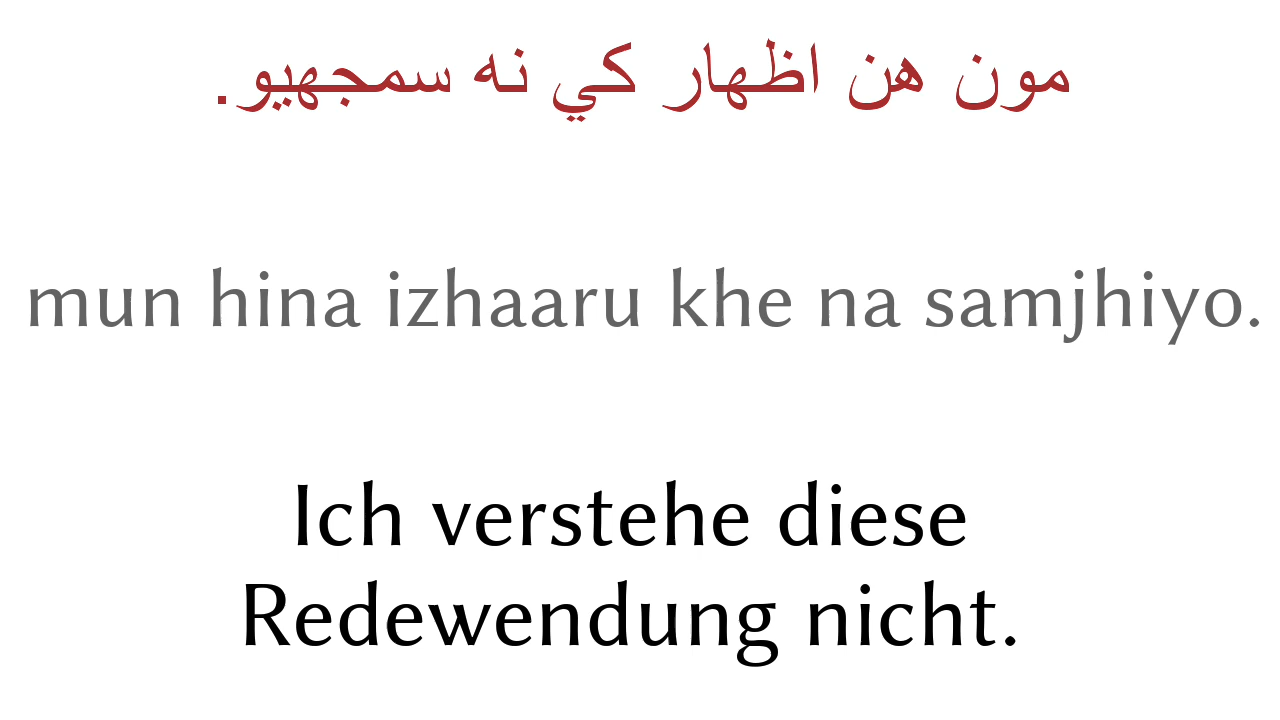 مون هن اظهار کي نه سمجهيو.
mun hina izhaaru khe na samjhiyo.
Ich verstehe diese
Redewendung nicht.